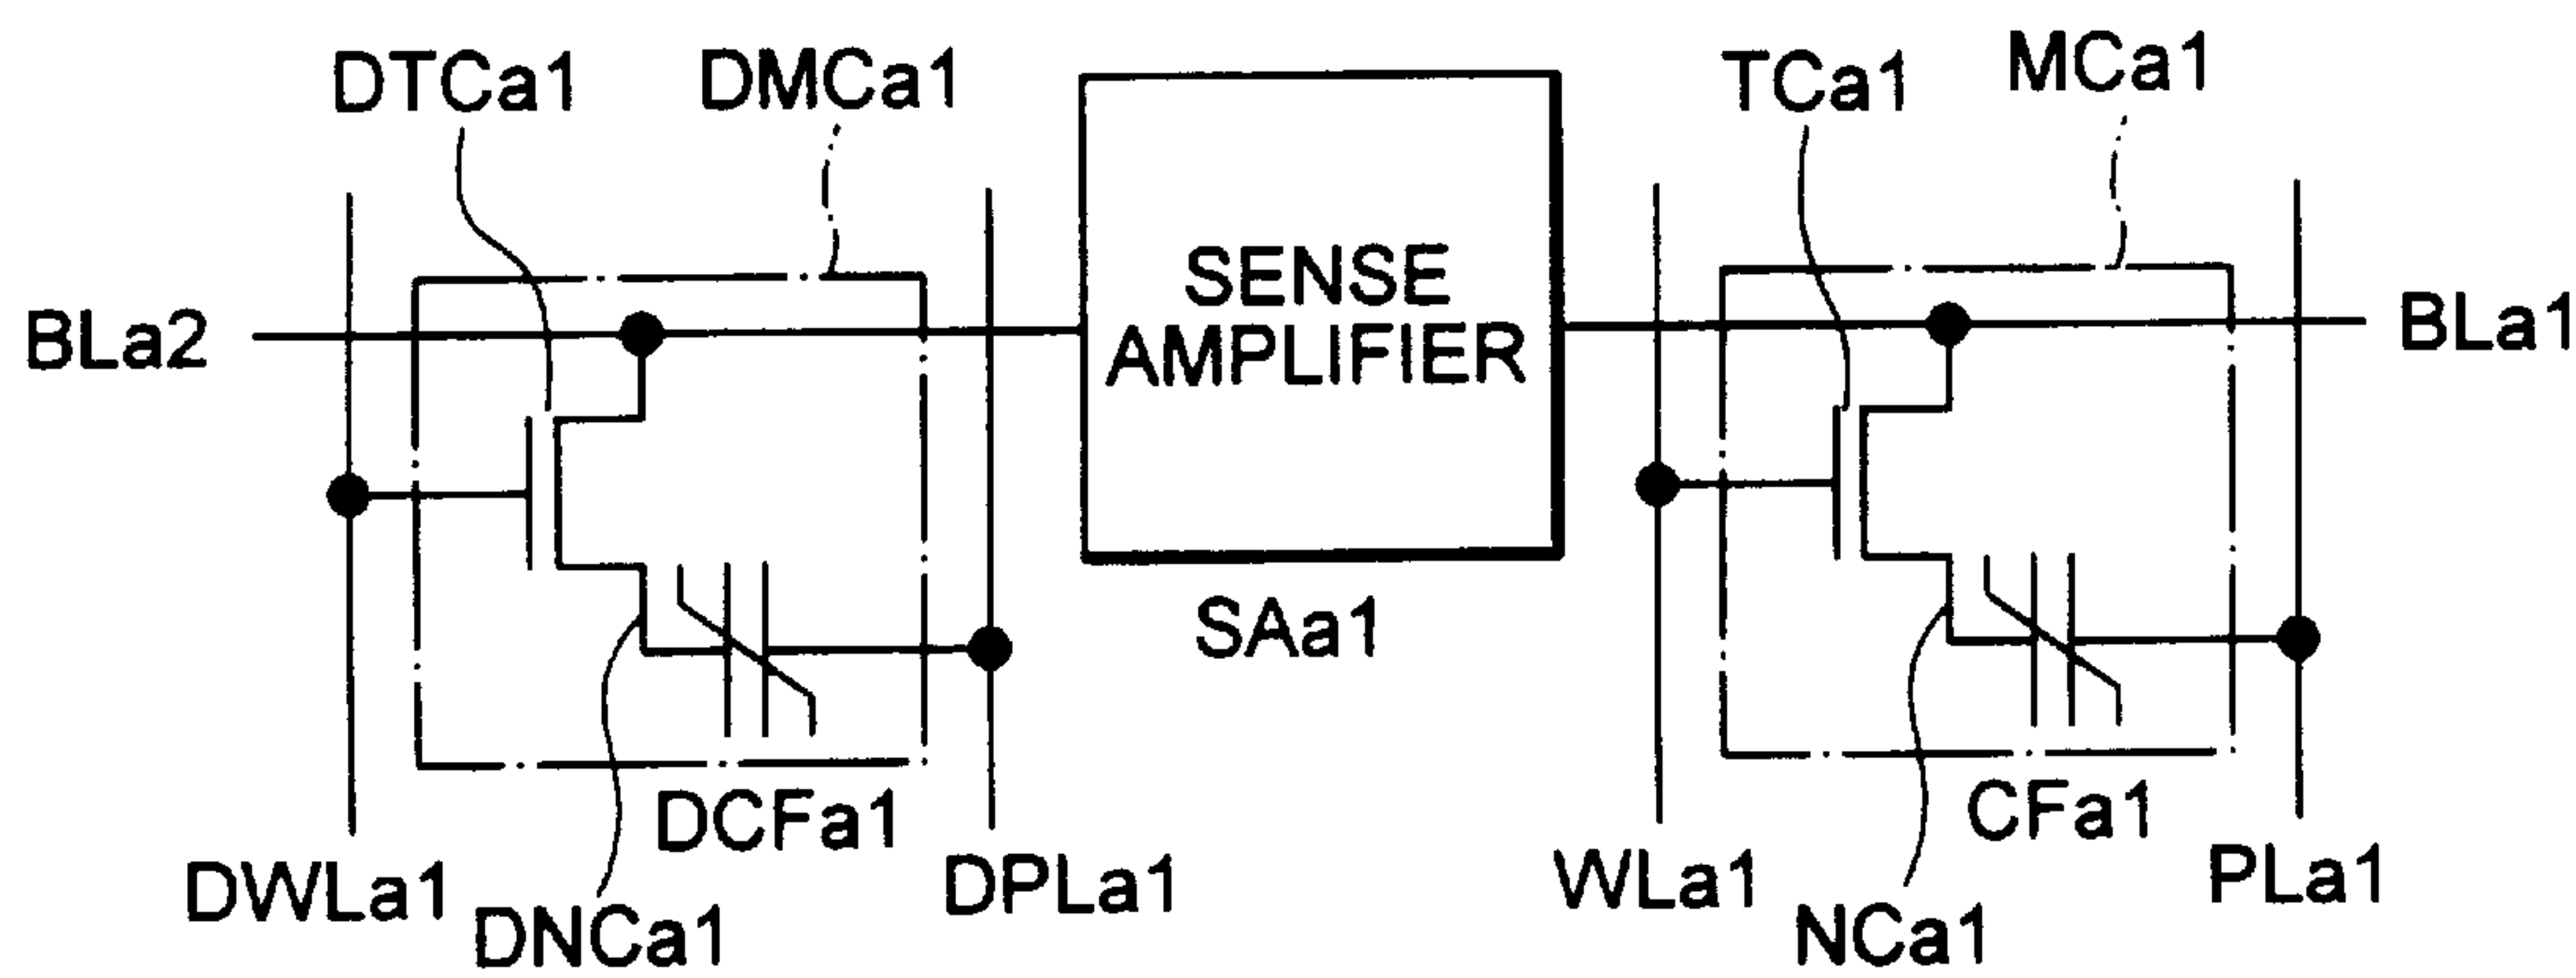 DTCa1
DMCa1
TCa1
MCa1
BLa2
SENSE
AMPLIFIER
BLa1
SAa1
DCFa1
CFa1
DWLa1
DPLa1
WLa1
PLa1
DNCa1
NCa1